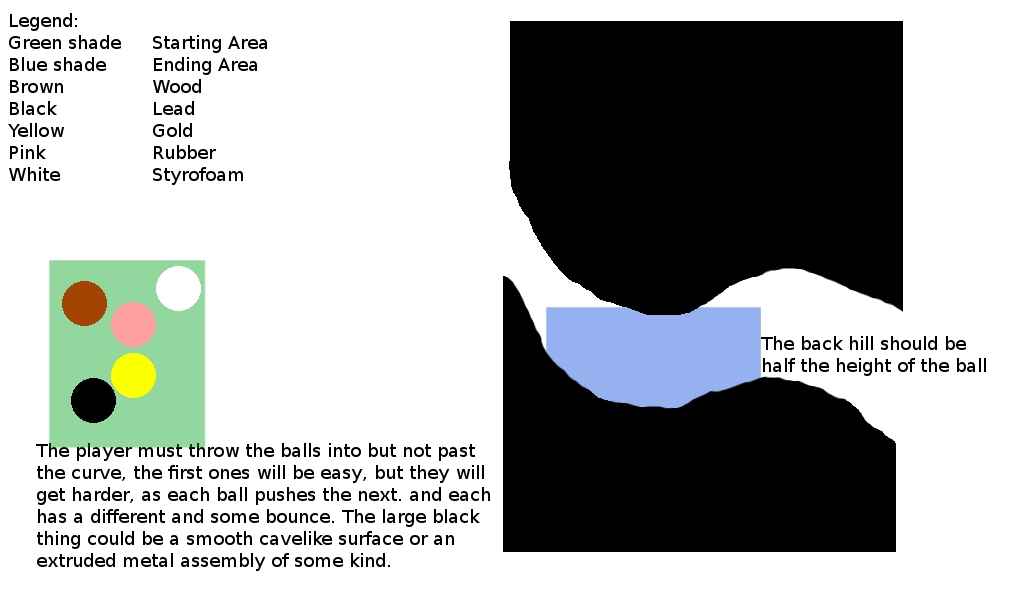 Legend:
Green shade Starting Area
Blue shade Ending Area
Brown Wood
Black Lead
Yellow Gold
Pink Rubber
White Styrofoam
The back hill should be
half the height of the ball
The player must throw the balls into but not past
the curve, the first ones will be easy, but they will
get harder, as each ball pushes the next. and each
has a different and some bounce. The large black
thing could be a smooth cavelike surface or an
extruded metal assembly of some kind.